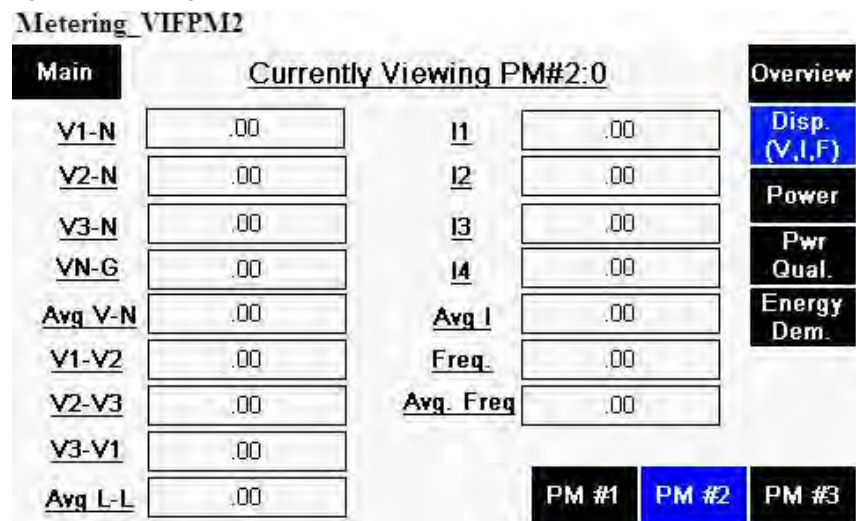 Metering_VIFPM2
Main
Currently Viewing PM#2:0
Overview
V1-N .00
V2-N .00
V3-N .00
VN-G .00
Avg V-N .00
V1-V2 .00
V2-V3 .00
V3-V1 .00
Avg L-L .00
I1 .00
I2 .00
I3 .00
I4 .00
Avg I .00
Freq. .00
Avg. Freq .00
Disp.
(V,I,F)
Power
Pwr
Qual.
Energy
Dem.
PM #1 PM #2 PM #3